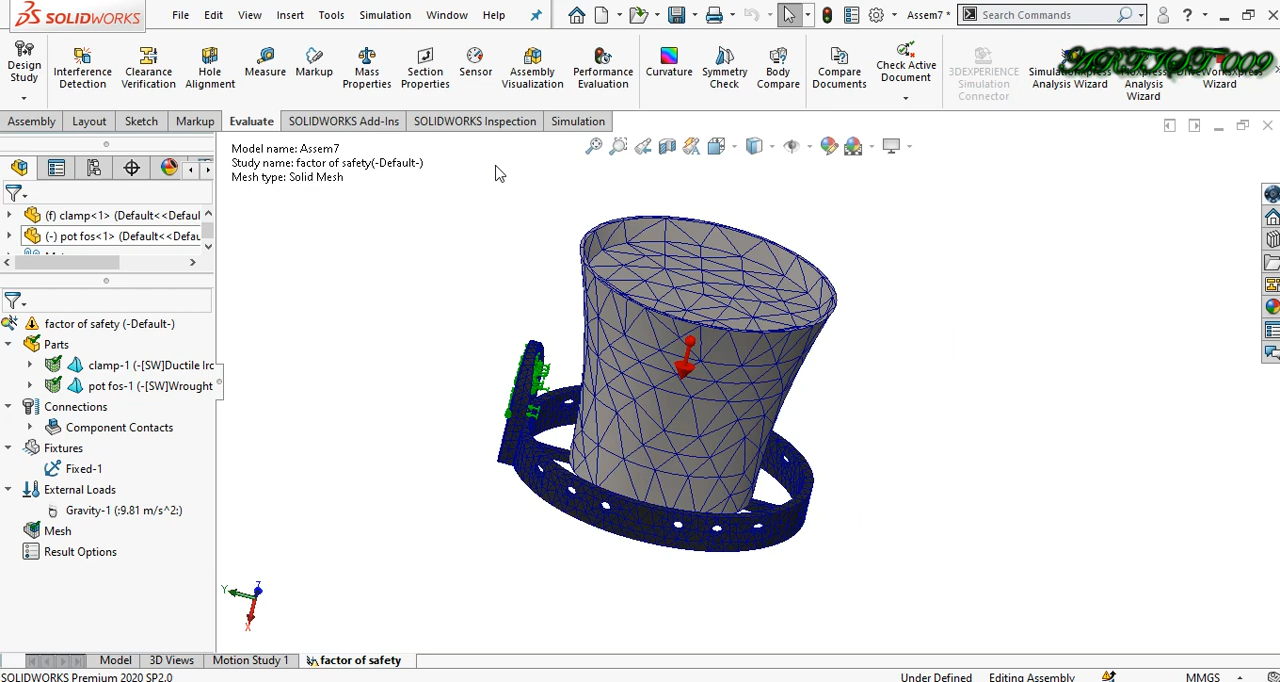 SOLIDWORKS
File Edit View Insert Tools Simulation Window Help
Assem7 *
Search Commands
?
Design Study
Interference Detection
Clearance Verification
Hole Alignment
Measure
Markup
Mass Properties
Section Properties
Sensor
Assembly Visualization
Performance Evaluation
Curvature
Symmetry Check
Body Compare
Compare Documents
Check Active Document
3DEXPERIENCE Simulation Connector
SimulationXpress Analysis Wizard
Analysis Wizard
Wizard
ARTIST 009
Assembly Layout Sketch Markup Evaluate SOLIDWORKS Add-Ins SOLIDWORKS Inspection Simulation
Model name: Assem7
Study name: factor of safety(-Default-)
Mesh type: Solid Mesh
(f) clamp<1> (Default<<Defaul
(-) pot fos<1> (Default<<Defau
factor of safety (-Default-)
Parts
clamp-1 (-[SW]Ductile Irc
pot fos-1 (-[SW]Wrought
Connections
Component Contacts
Fixtures
Fixed-1
External Loads
Gravity-1 (:9.81 m/s^2:)
Mesh
Result Options
Y
Z
X
Model 3D Views Motion Study 1 factor of safety
SOLIDWORKS Premium 2020 SP2.0
Under Defined Editing Assembly MMGS